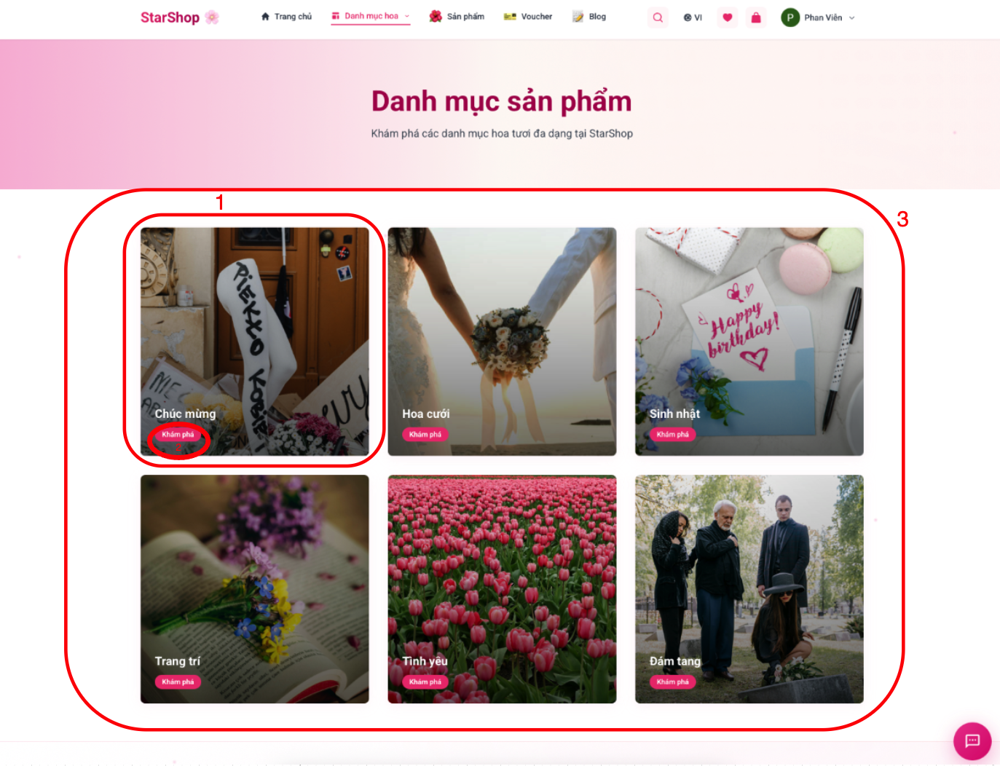 StarShop
Trang chủ
Danh mục hoa
Sản phẩm
Voucher
Blog
VI
P
Phan Viên
Danh mục sản phẩm
Khám phá các danh mục hoa tươi đa dạng tại StarShop
1
3
PIEKŁO KOBIET
NIE
Chúc mừng
Khám phá
2
Hoa cưới
Khám phá
Happy
birthday!
Sinh nhật
Khám phá
Trang trí
Khám phá
Tình yêu
Khám phá
Đám tang
Khám phá